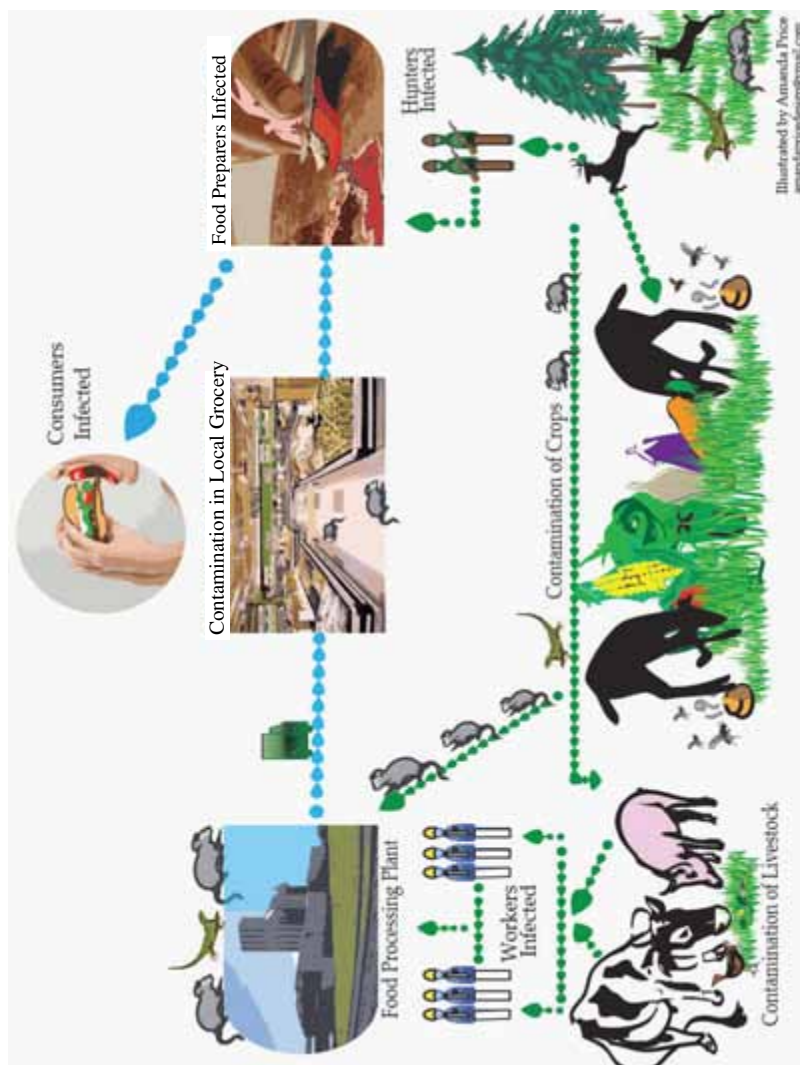 Food Processing Plant
Contamination in Local Grocery
Food Preparers Infected
Consumers
Infected
Workers
Infected
Hunters
Infected
Contamination of Crops
Contamination of Livestock
Illustrated by Amanda Price